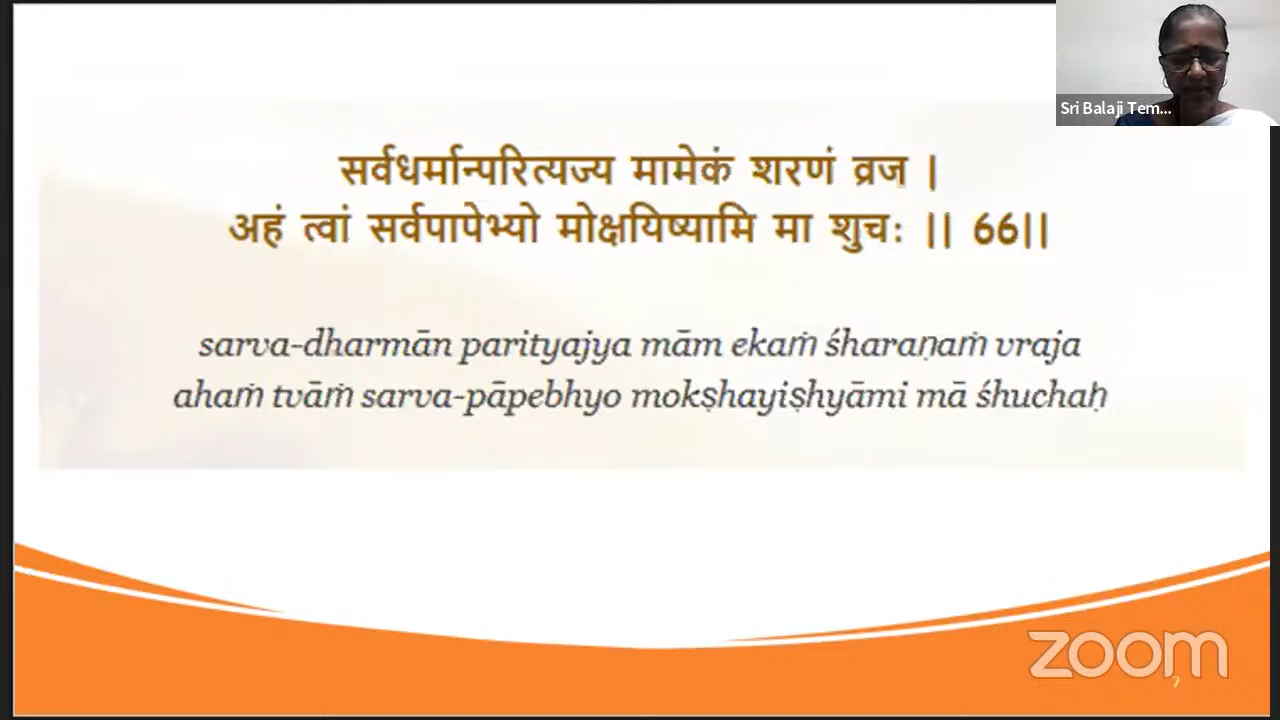 Sri Balaji Tem...
सर्वधर्मान्परित्यज्य मामेकं शरणं व्रज |
अहं त्वां सर्वपापेभ्यो मोक्षयिष्यामि मा शुचः || 66||
sarva-dharmān parityajya mām ekaṁ śharaṇaṁ vraja
ahaṁ tvāṁ sarva-pāpebhyo mokṣhayiṣhyāmi mā śhuchaḥ
zoom
7